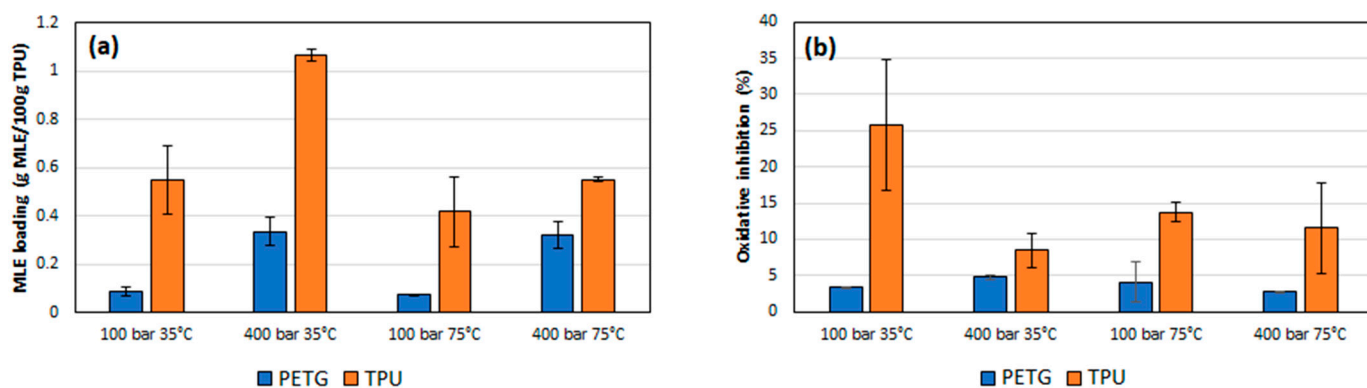 (a)
MLE loading (g MLE/100g TPU)
1.2
1
0.8
0.6
0.4
0.2
0
100 bar 35°C 400 bar 35°C 100 bar 75°C 400 bar 75°C
PETG TPU
(b)
Oxidative inhibition (%)
40
35
30
25
20
15
10
5
0
100 bar 35°C 400 bar 35°C 100 bar 75°C 400 bar 75°C
PETG TPU